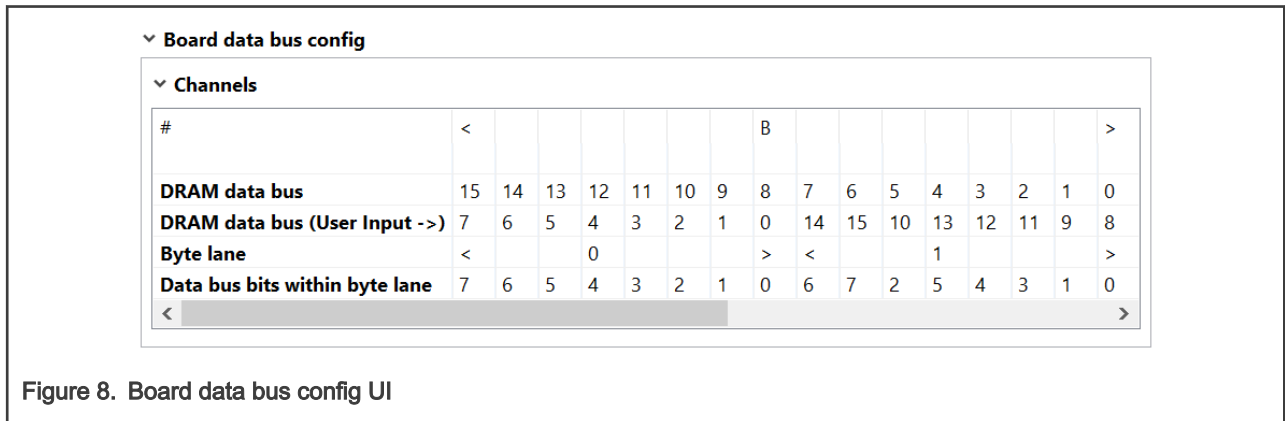 Board data bus config
Channels
# < B >
DRAM data bus 15 14 13 12 11 10 9 8 7 6 5 4 3 2 1 0
DRAM data bus (User Input ->) 7 6 5 4 3 2 1 0 14 15 10 13 12 11 9 8
Byte lane < 0 > < 1 >
Data bus bits within byte lane 7 6 5 4 3 2 1 0 6 7 2 5 4 3 1 0
Figure 8. Board data bus config UI